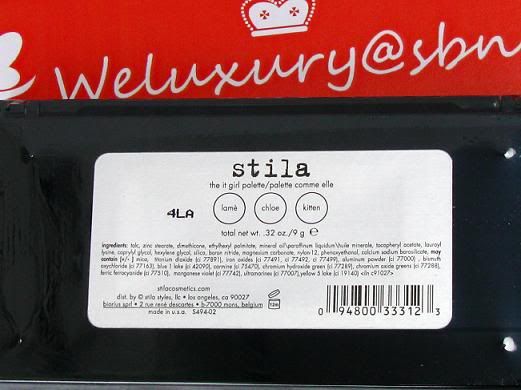 Weluxury@sbn
stila
the it girl palette/palette comme elle
4LA
lamé
chloe
kitten
total net wt. .32 oz./9 g e
ingredients: talc, zinc stearate, dimethicone, ethylhexyl palmitate, mineral oil\paraffinum liquidum\huile minerale, tocopheryl acetate, lauroyl
lysine, caprylyl glycol, hexylene glycol, silica, boron nitride, magnesium carbonate, nylon12, phenoxyethanol, calcium sodium borosilicate, may
contain [+/- ] mica, titanium dioxide (ci 77891), iron oxides (ci 77491, ci 77492, ci 77499), aluminum powder (ci 77000) , bismuth
oxychloride (ci 77163), blue 1 lake (ci 42090), carmine (ci 75470), chromium hydroxide green (ci 77289), chromium oxide greens (ci 77288),
ferric ferrocyanide (ci 77510), manganese violet (ci 77742), ultramarines (ci 77007),yellow 5 lake (ci 19140) <iln c91027>
stilacosmetics.com
dist. by © stila styles, llc • los angeles, ca 90027
biorius sprl • 2 rue rené descartes • b-7000 mons, belgium
12M
made in u.s.a. S494-02
0 94800 33312 3